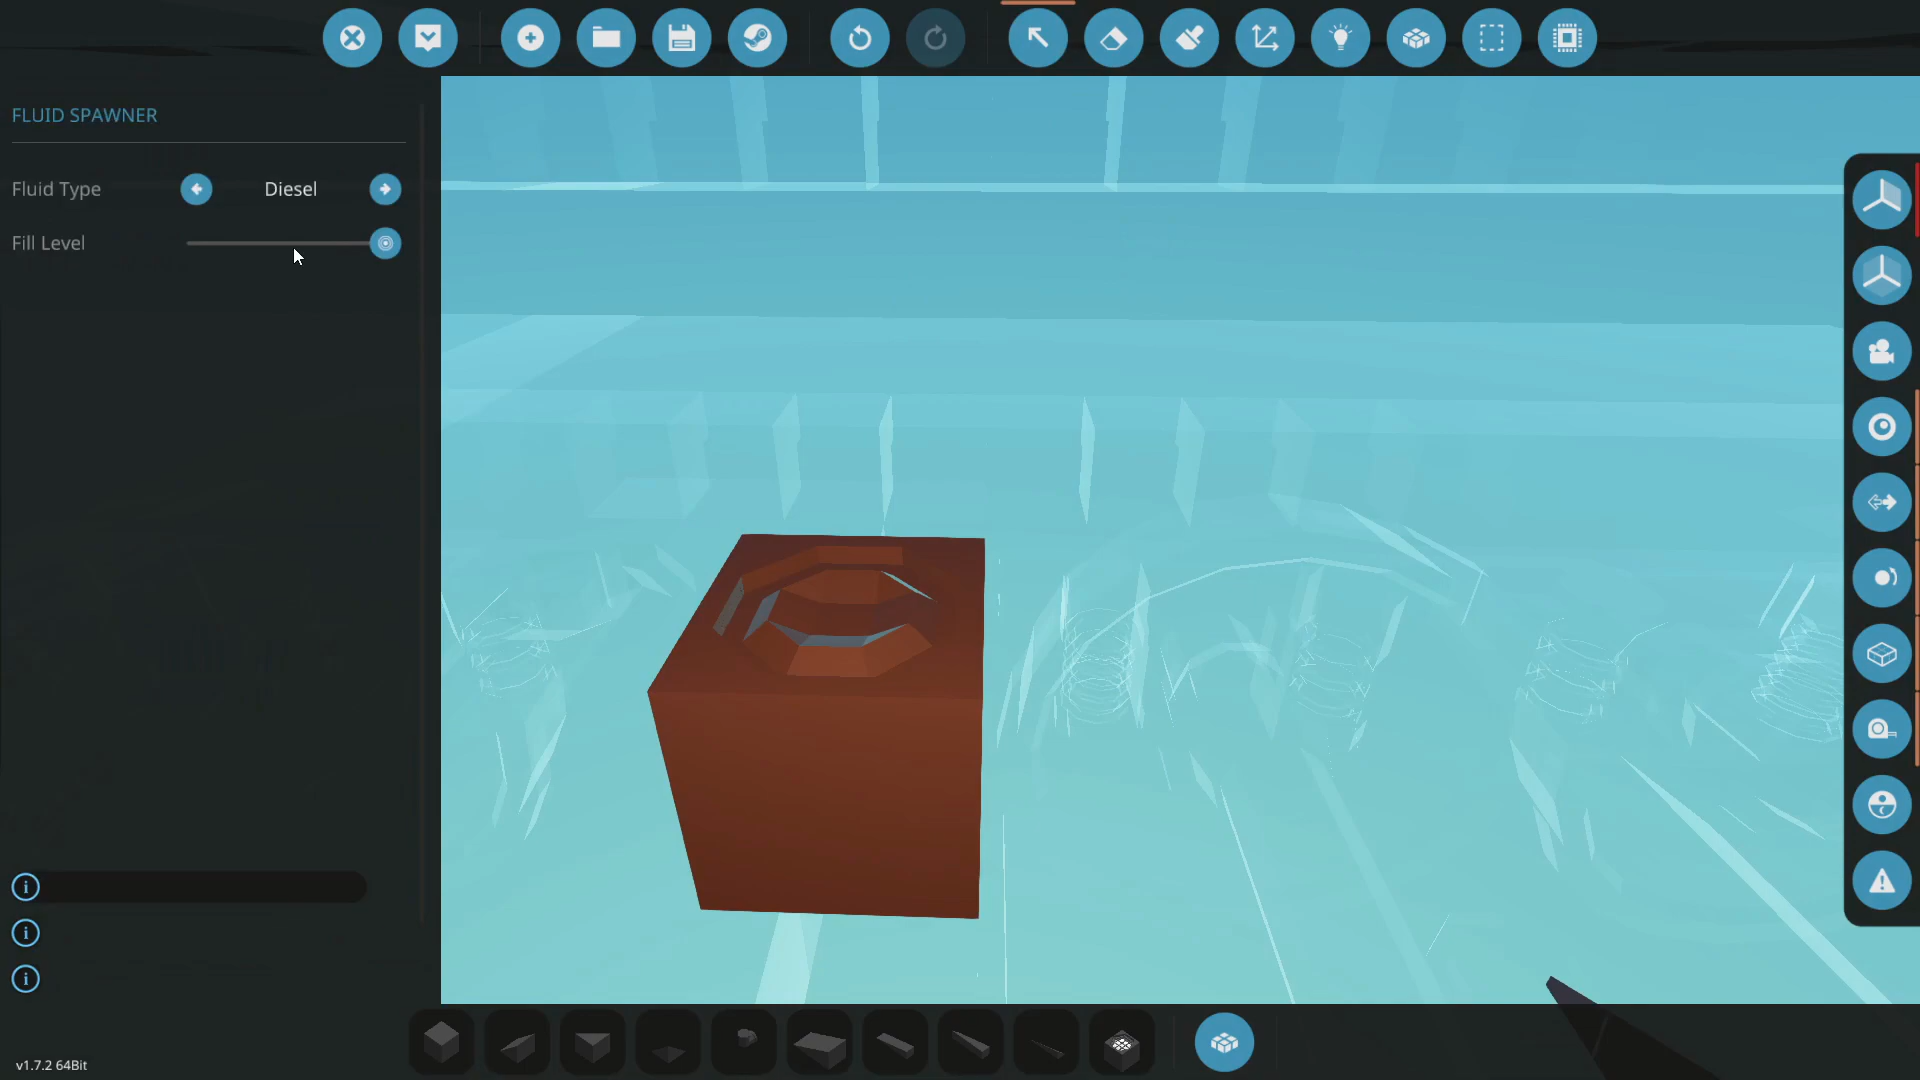 FLUID SPAWNER
Fluid Type Diesel
Fill Level
v1.7.2 64Bit